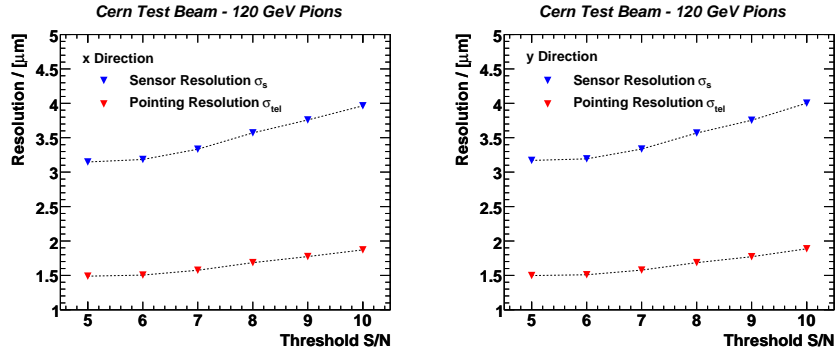 Cern Test Beam - 120 GeV Pions
Resolution / [μm]
5
4.5
4
3.5
3
2.5
2
1.5
1
x Direction
Sensor Resolution σs
Pointing Resolution σtel
5 6 7 8 9 10
Threshold S/N
Cern Test Beam - 120 GeV Pions
Resolution / [μm]
5
4.5
4
3.5
3
2.5
2
1.5
1
y Direction
Sensor Resolution σs
Pointing Resolution σtel
5 6 7 8 9 10
Threshold S/N